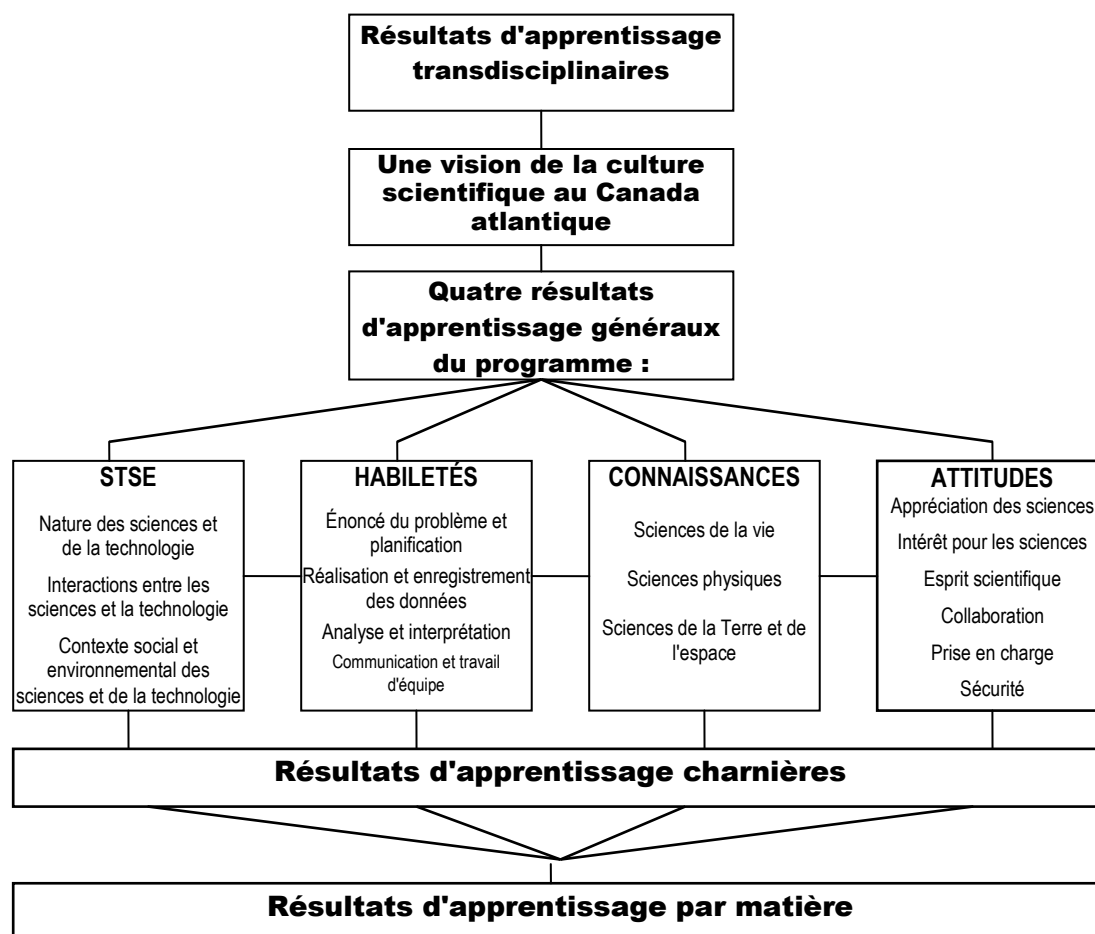 Résultats d'apprentissage
transdisciplinaires
Une vision de la culture
scientifique au Canada
atlantique
Quatre résultats
d'apprentissage généraux
du programme :
STSE
Nature des sciences et
de la technologie
Interactions entre les
sciences et la technologie
Contexte social et
environnemental des
sciences et de la technologie
HABILETÉS
Énoncé du problème et
planification
Réalisation et enregistrement
des données
Analyse et interprétation
Communication et travail
d'équipe
CONNAISSANCES
Sciences de la vie
Sciences physiques
Sciences de la Terre et de
l'espace
ATTITUDES
Appréciation des sciences
Intérêt pour les sciences
Esprit scientifique
Collaboration
Prise en charge
Sécurité
Résultats d'apprentissage charnières
Résultats d'apprentissage par matière